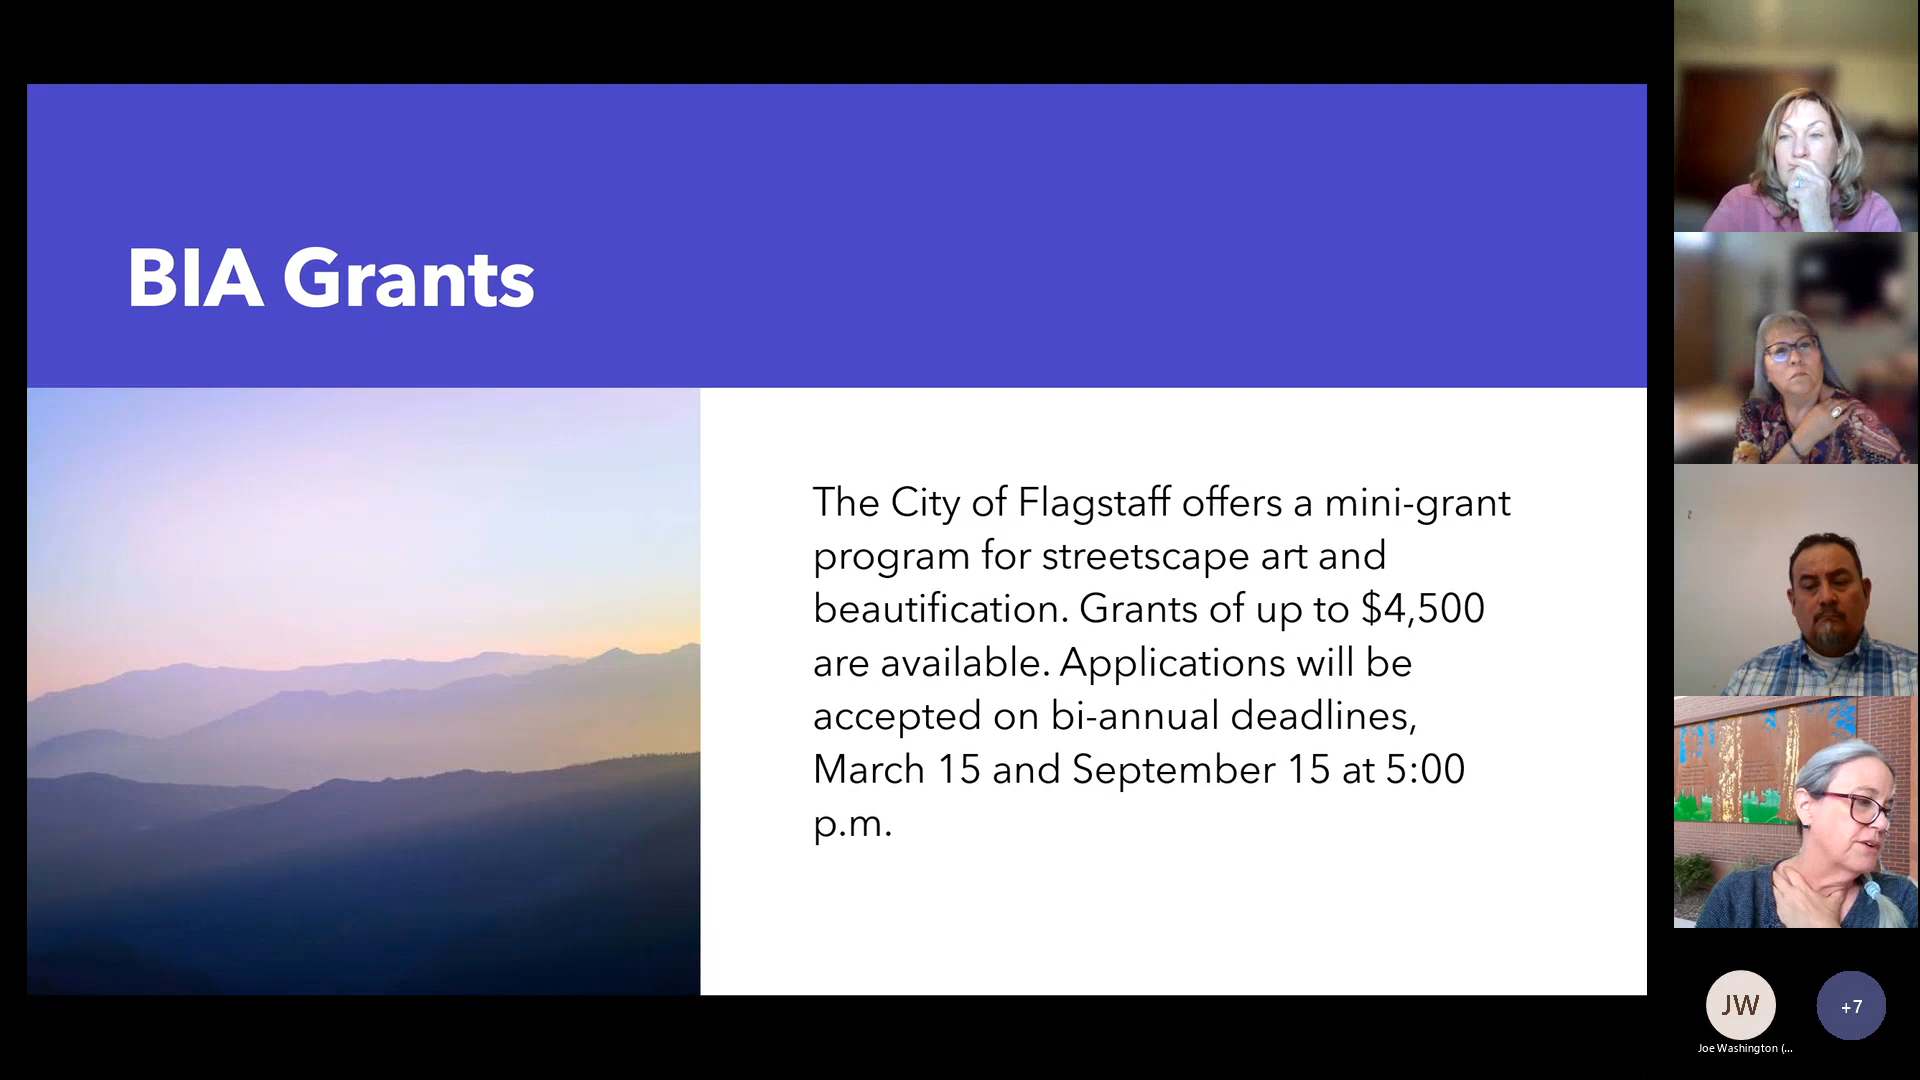 BIA Grants
The City of Flagstaff offers a mini-grant
program for streetscape art and
beautification. Grants of up to $4,500
are available. Applications will be
accepted on bi-annual deadlines,
March 15 and September 15 at 5:00
p.m.
JW
+7
Joe Washington (...